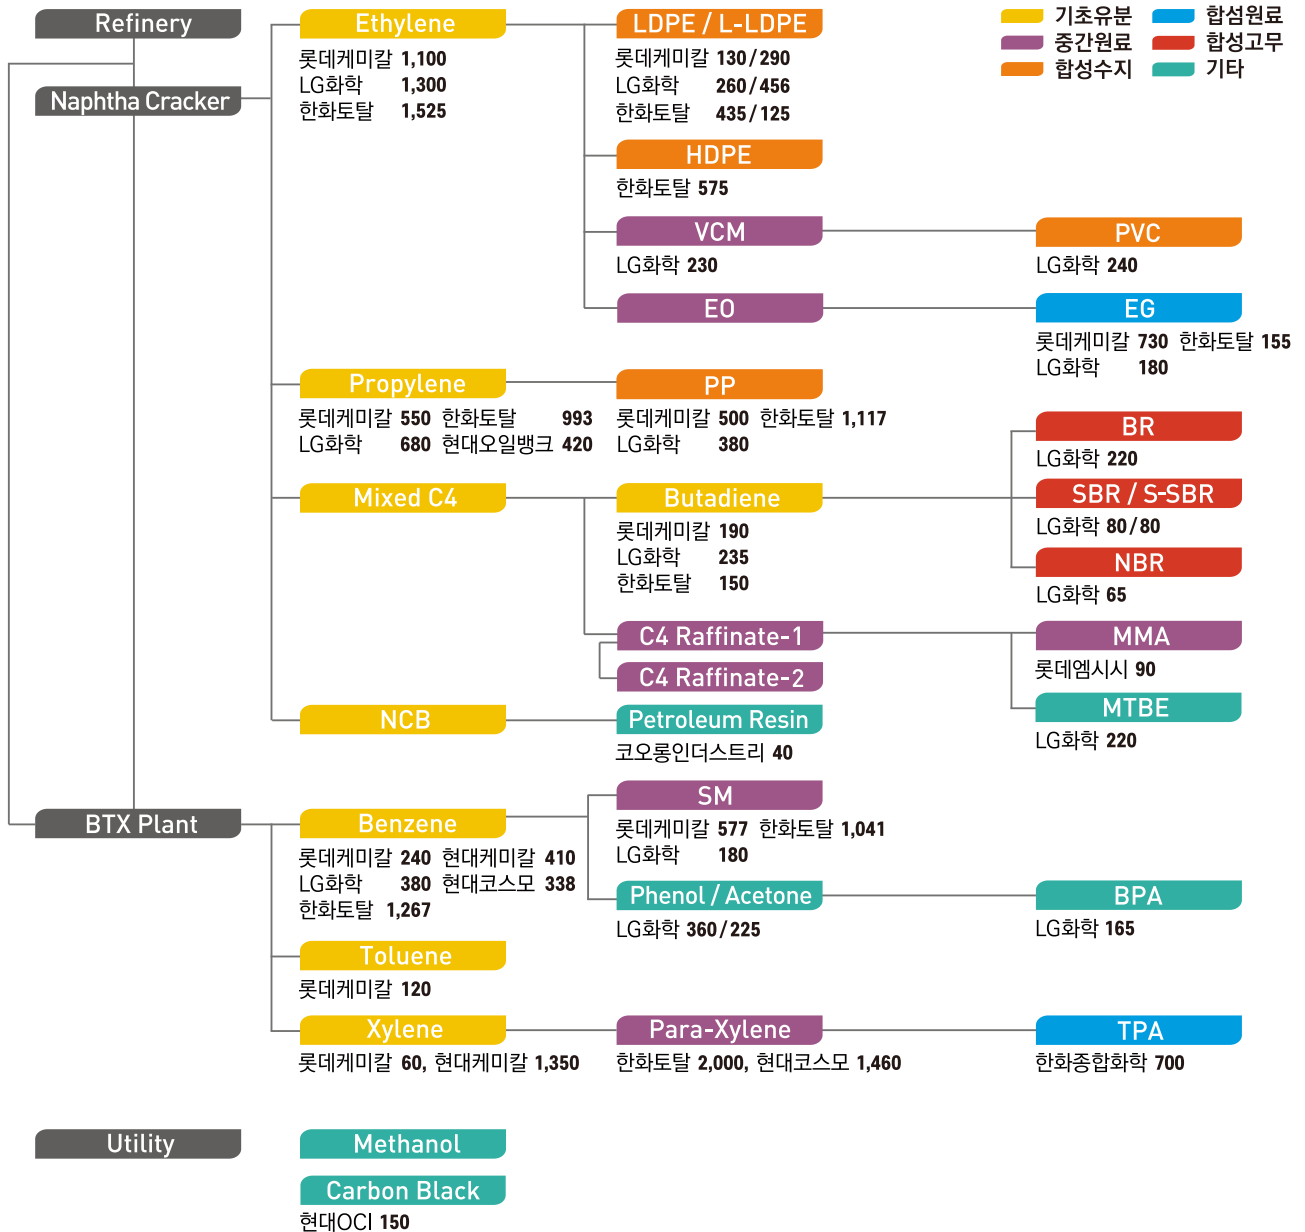 Refinery
Naphtha Cracker
Ethylene
롯데케미칼 1,100
LG화학 1,300
한화토탈 1,525
LDPE / L-LDPE
롯데케미칼 130/290
LG화학 260/456
한화토탈 435/125
기초유분 합섬원료
중간원료 합성고무
합성수지 기타
HDPE
한화토탈 575
VCM
LG화학 230
PVC
LG화학 240
EO
EG
롯데케미칼 730 한화토탈 155
LG화학 180
Propylene
롯데케미칼 550 한화토탈 993
LG화학 680 현대오일뱅크 420
PP
롯데케미칼 500 한화토탈 1,117
LG화학 380
Mixed C4
Butadiene
롯데케미칼 190
LG화학 235
한화토탈 150
BR
LG화학 220
SBR / S-SBR
LG화학 80/80
NBR
LG화학 65
C4 Raffinate-1
C4 Raffinate-2
MMA
롯데엠시시 90
MTBE
LG화학 220
NCB
Petroleum Resin
코오롱인더스트리 40
BTX Plant
Benzene
롯데케미칼 240 현대케미칼 410
LG화학 380 현대코스모 338
한화토탈 1,267
SM
롯데케미칼 577 한화토탈 1,041
LG화학 180
Phenol / Acetone
LG화학 360/225
BPA
LG화학 165
Toluene
롯데케미칼 120
Xylene
롯데케미칼 60, 현대케미칼 1,350
Para-Xylene
한화토탈 2,000, 현대코스모 1,460
TPA
한화종합화학 700
Utility
Methanol
Carbon Black
현대OCI 150